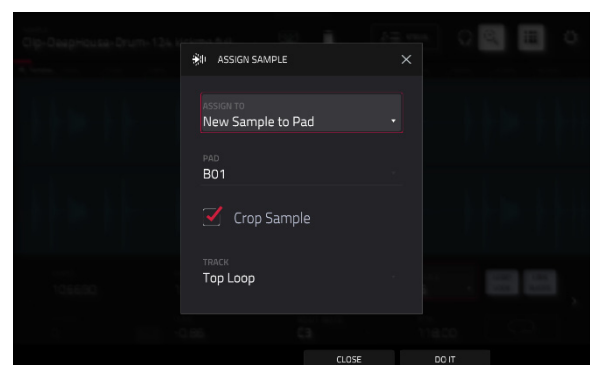 ASSIGN SAMPLE
ASSIGN TO
New Sample to Pad
PAD
B01
Crop Sample
TRACK
Top Loop
CLOSE
DO IT